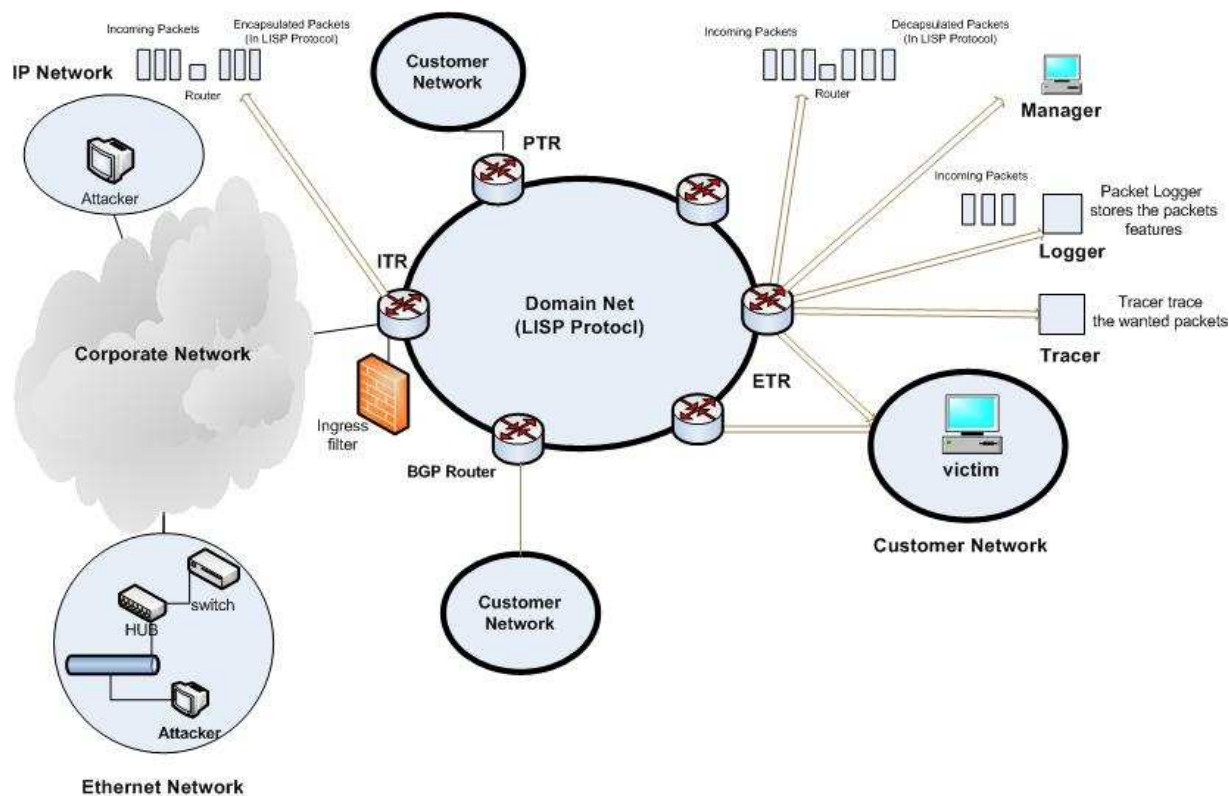 Incoming Packets
Encapsulated Packets
(In LISP Protocol)
Router
IP Network
Attacker
Customer
Network
PTR
Incoming Packets
Decapsulated Packets
(In LISP Protocol)
Router
Manager
Incoming Packets
Packet Logger
stores the packets
features
Logger
ITR
Domain Net
(LISP Protocl)
Tracer trace
the wanted packets
Tracer
Corporate Network
Ingress
filter
ETR
BGP Router
victim
Customer Network
Customer
Network
switch
HUB
Attacker
Ethernet Network